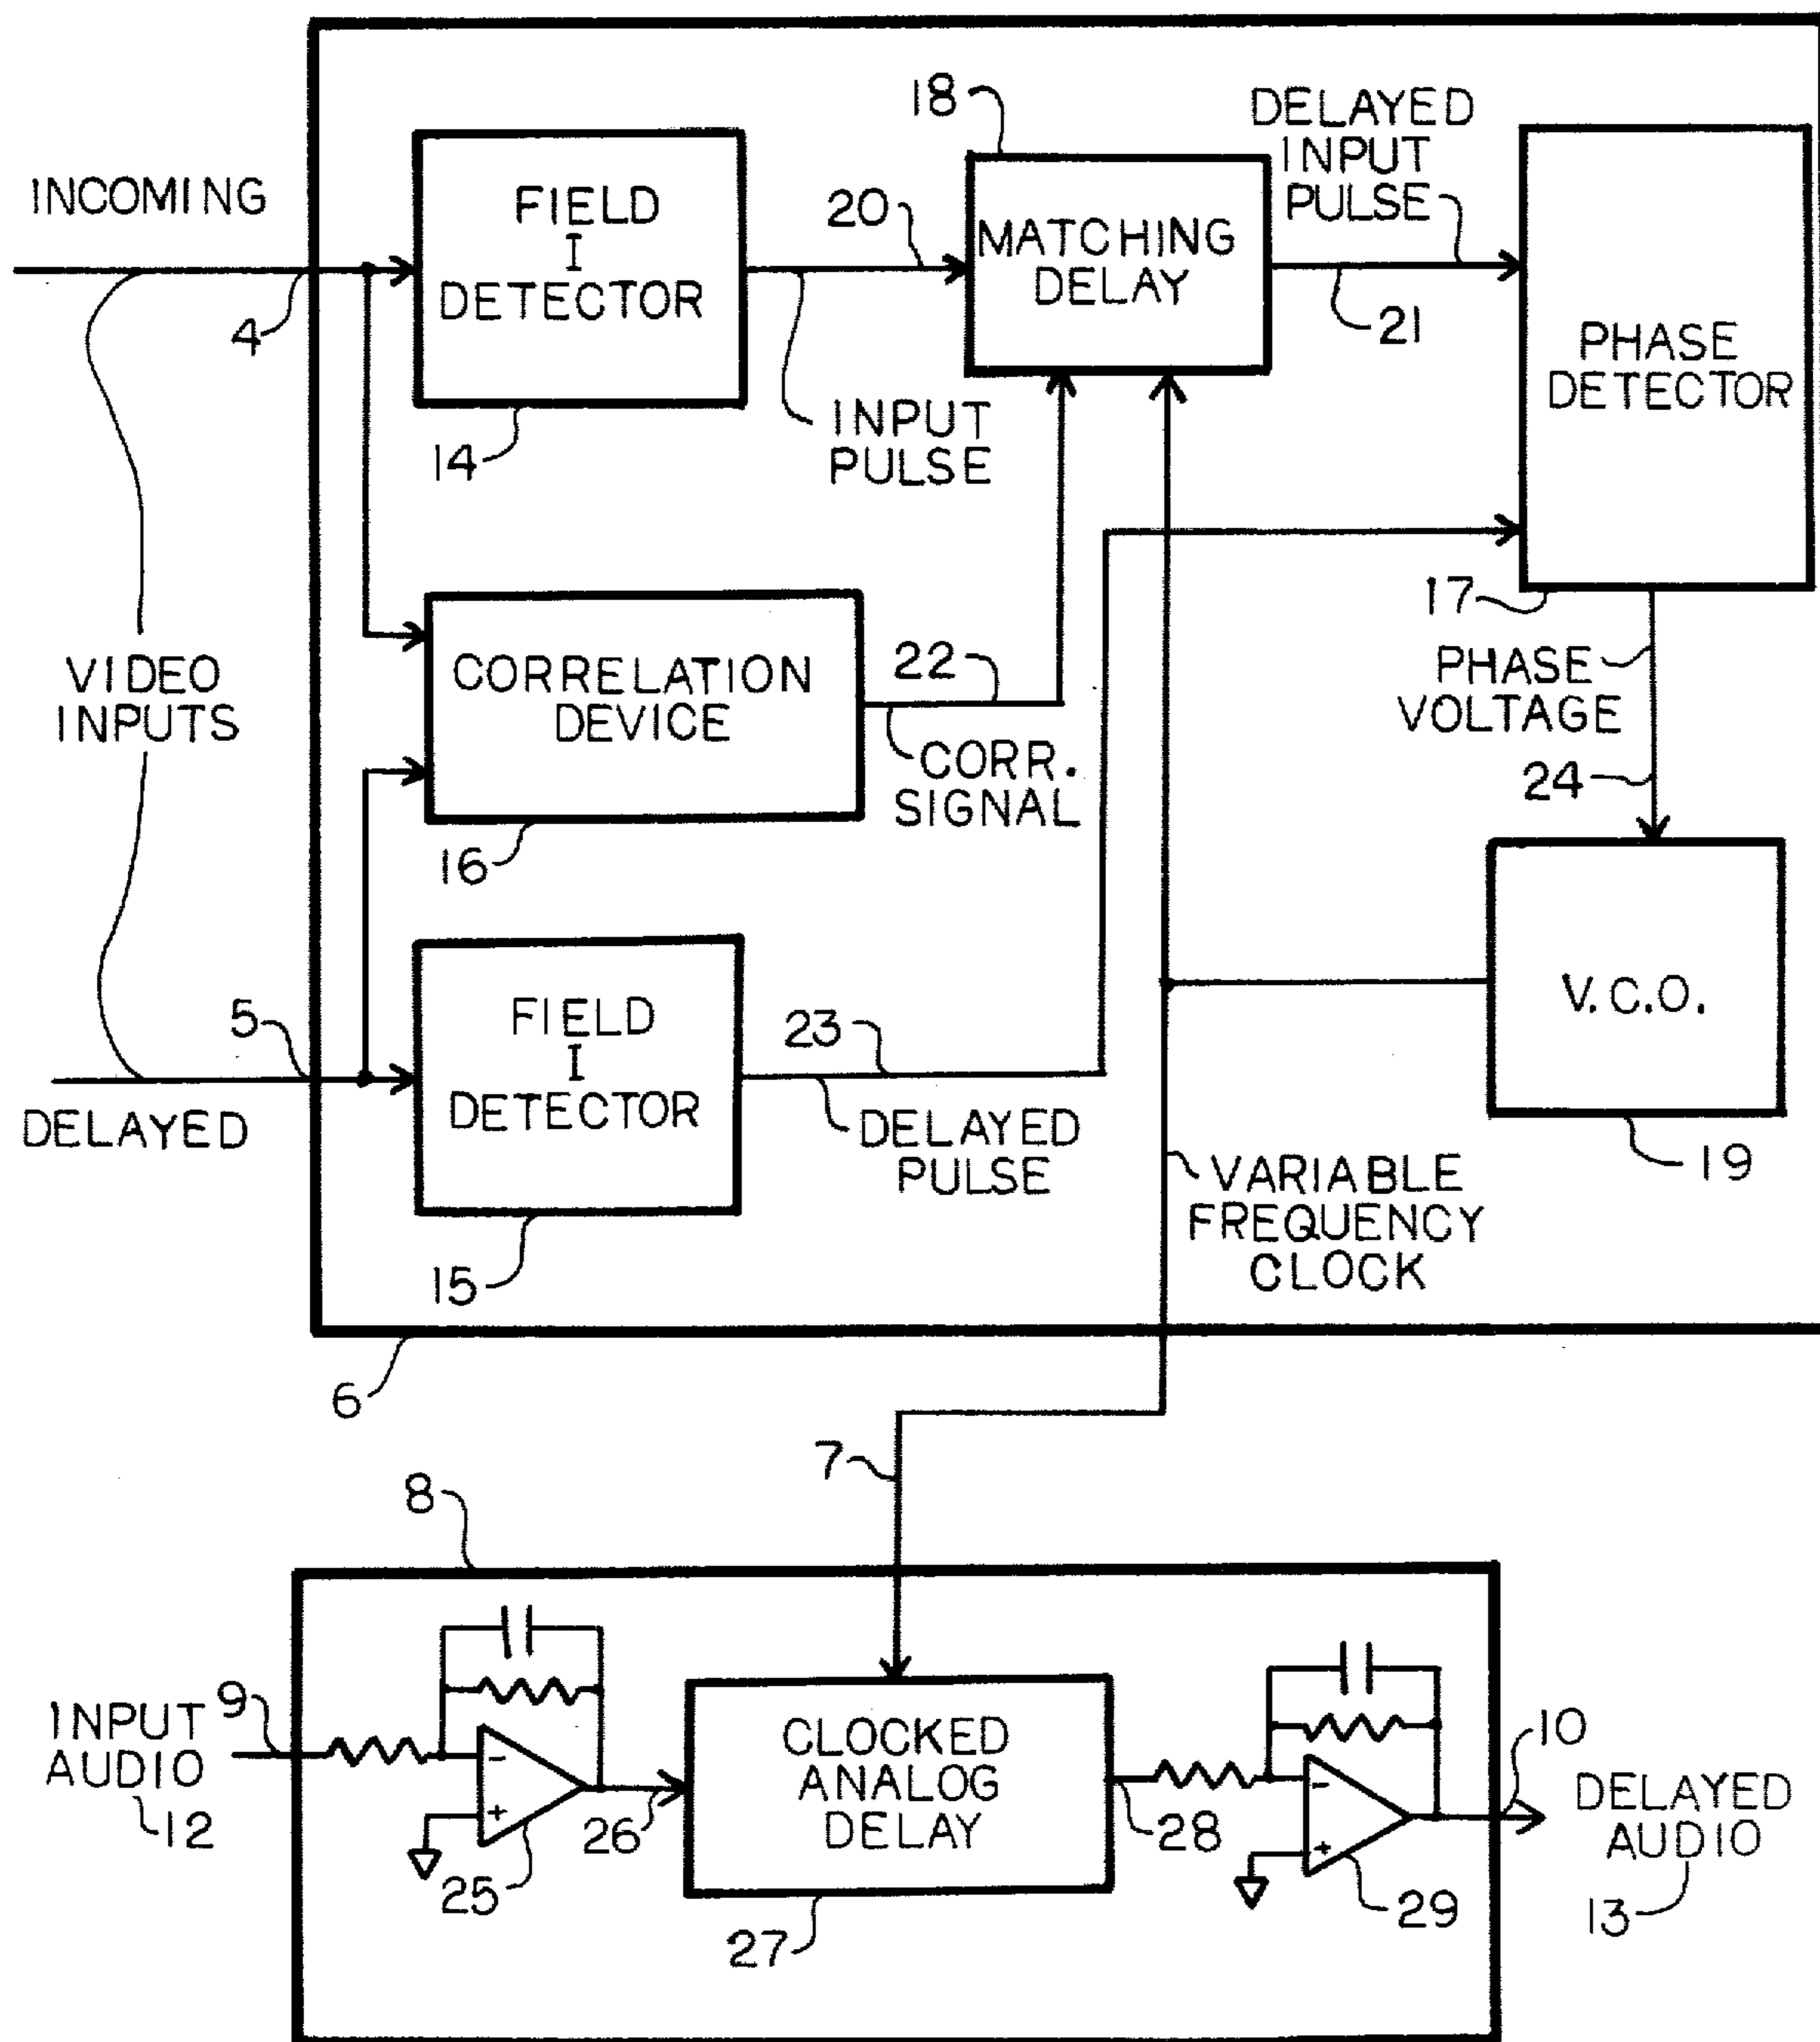 18
DELAYED
INPUT
PULSE
INCOMING
FIELD
I
DETECTOR
20
MATCHING
DELAY
21
PHASE
DETECTOR
4
14
INPUT
PULSE
17
VIDEO
INPUTS
CORRELATION
DEVICE
22
CORR.
SIGNAL
PHASE
VOLTAGE
24
16
5
DELAYED
FIELD
I
DETECTOR
23
DELAYED
PULSE
V.C.O.
19
VARIABLE
FREQUENCY
CLOCK
15
6
7
8
INPUT
AUDIO
12
9
-
+
25
26
CLOCKED
ANALOG
DELAY
27
28
-
+
29
10
DELAYED
AUDIO
13